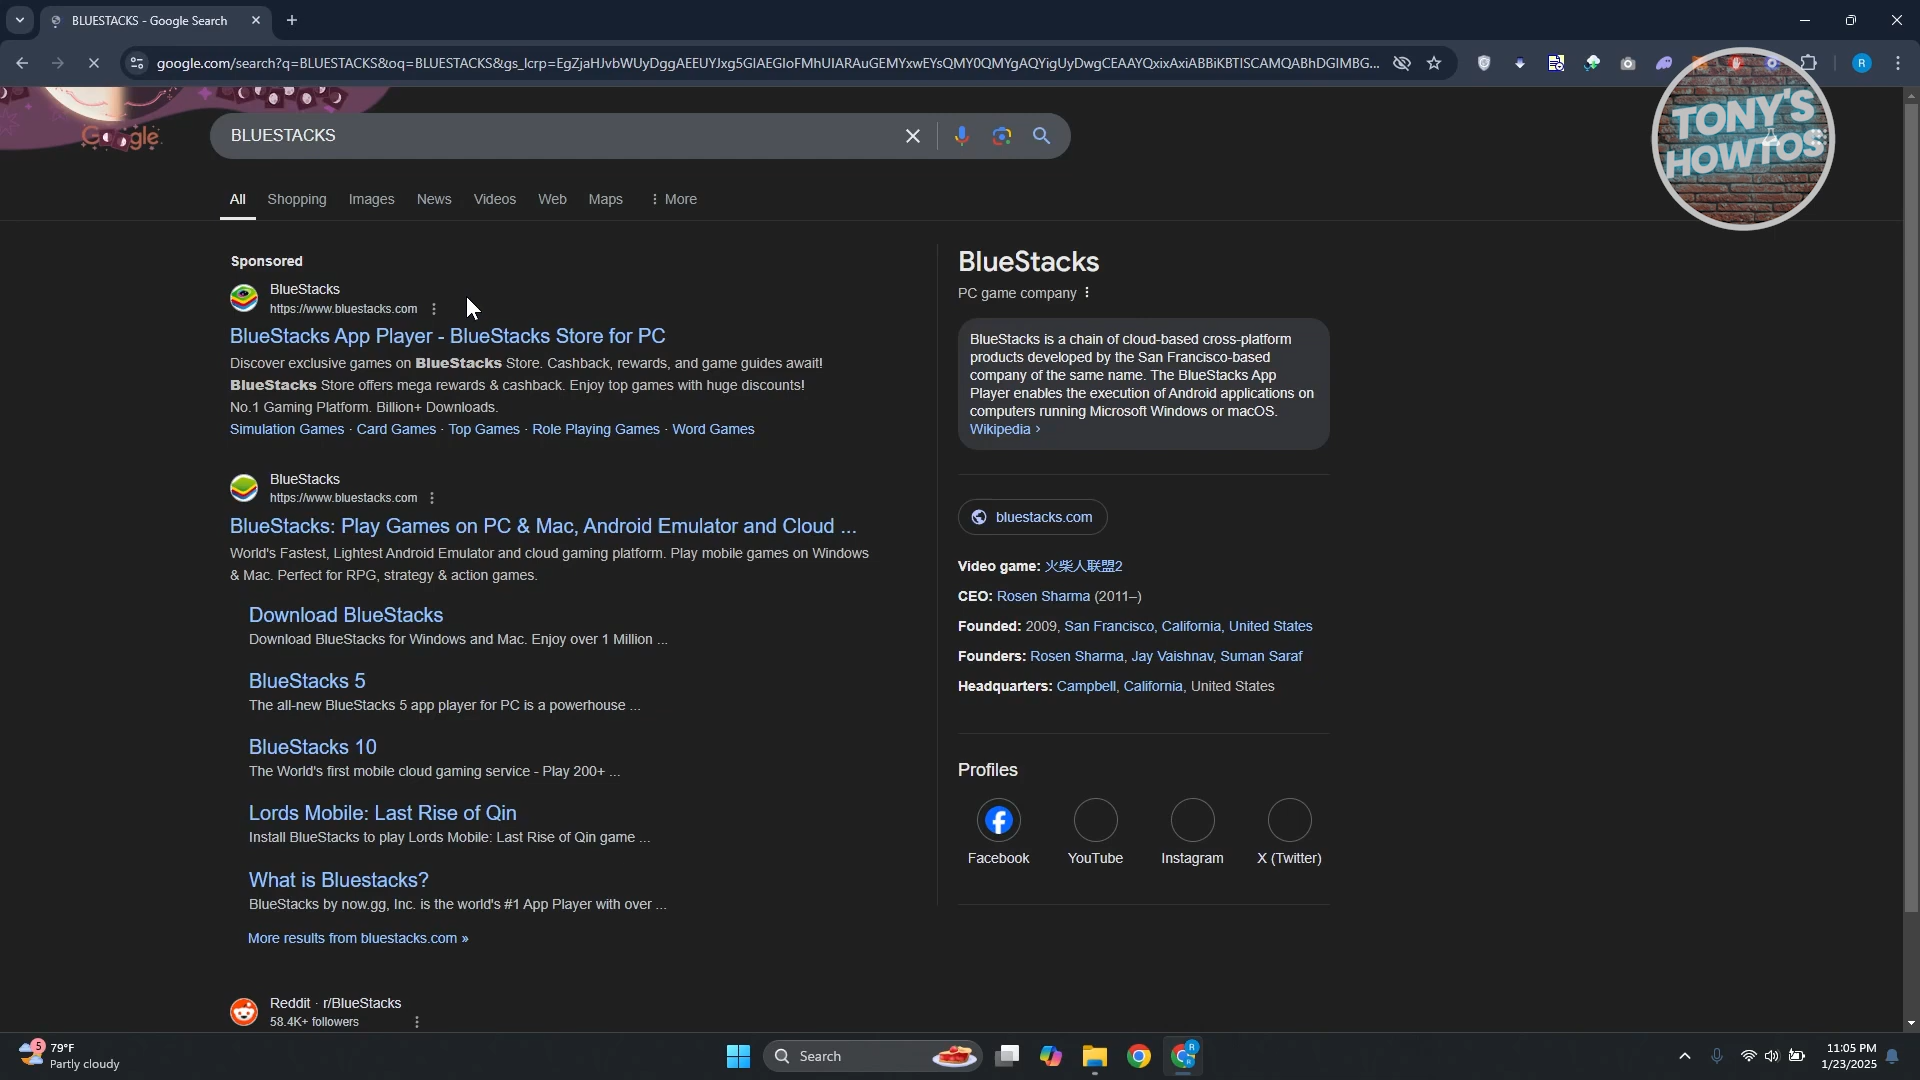 BLUESTACKS - Google Search
google.com/search?q=BLUESTACKS&oq=BLUESTACKS&gs_lcrp=EgZjaHJvbWUyDggAEEUYJxg5GIAEGIoFMhUIARAuGEMYxwEYsQMY0QMYgAQYigUyDwgCEAAYQxixAxiABBiKBTISCAMQABhDGIMBG...
R
TONY'S
HOWTOS
Google
BLUESTACKS
All
Shopping
Images
News
Videos
Web
Maps
More
Sponsored
BlueStacks
https://www.bluestacks.com
BlueStacks App Player - BlueStacks Store for PC
Discover exclusive games on BlueStacks Store. Cashback, rewards, and game guides await!
BlueStacks Store offers mega rewards & cashback. Enjoy top games with huge discounts!
No.1 Gaming Platform. Billion+ Downloads.
Simulation Games · Card Games · Top Games · Role Playing Games · Word Games
BlueStacks
https://www.bluestacks.com
BlueStacks: Play Games on PC & Mac, Android Emulator and Cloud ...
World's Fastest, Lightest Android Emulator and cloud gaming platform. Play mobile games on Windows
& Mac. Perfect for RPG, strategy & action games.
Download BlueStacks
Download BlueStacks for Windows and Mac. Enjoy over 1 Million ...
BlueStacks 5
The all-new BlueStacks 5 app player for PC is a powerhouse ...
BlueStacks 10
The World's first mobile cloud gaming service - Play 200+ ...
Lords Mobile: Last Rise of Qin
Install BlueStacks to play Lords Mobile: Last Rise of Qin game ...
What is Bluestacks?
BlueStacks by now.gg, Inc. is the world's #1 App Player with over ...
More results from bluestacks.com »
Reddit · r/BlueStacks
58.4K+ followers
BlueStacks
PC game company
BlueStacks is a chain of cloud-based cross-platform
products developed by the San Francisco-based
company of the same name. The BlueStacks App
Player enables the execution of Android applications on
computers running Microsoft Windows or macOS.
Wikipedia ›
bluestacks.com
Video game: 火柴人联盟2
CEO: Rosen Sharma (2011–)
Founded: 2009, San Francisco, California, United States
Founders: Rosen Sharma, Jay Vaishnav, Suman Saraf
Headquarters: Campbell, California, United States
Profiles
Facebook
YouTube
Instagram
X (Twitter)
5
79°F
Partly cloudy
Search
R
11:05 PM
1/23/2025